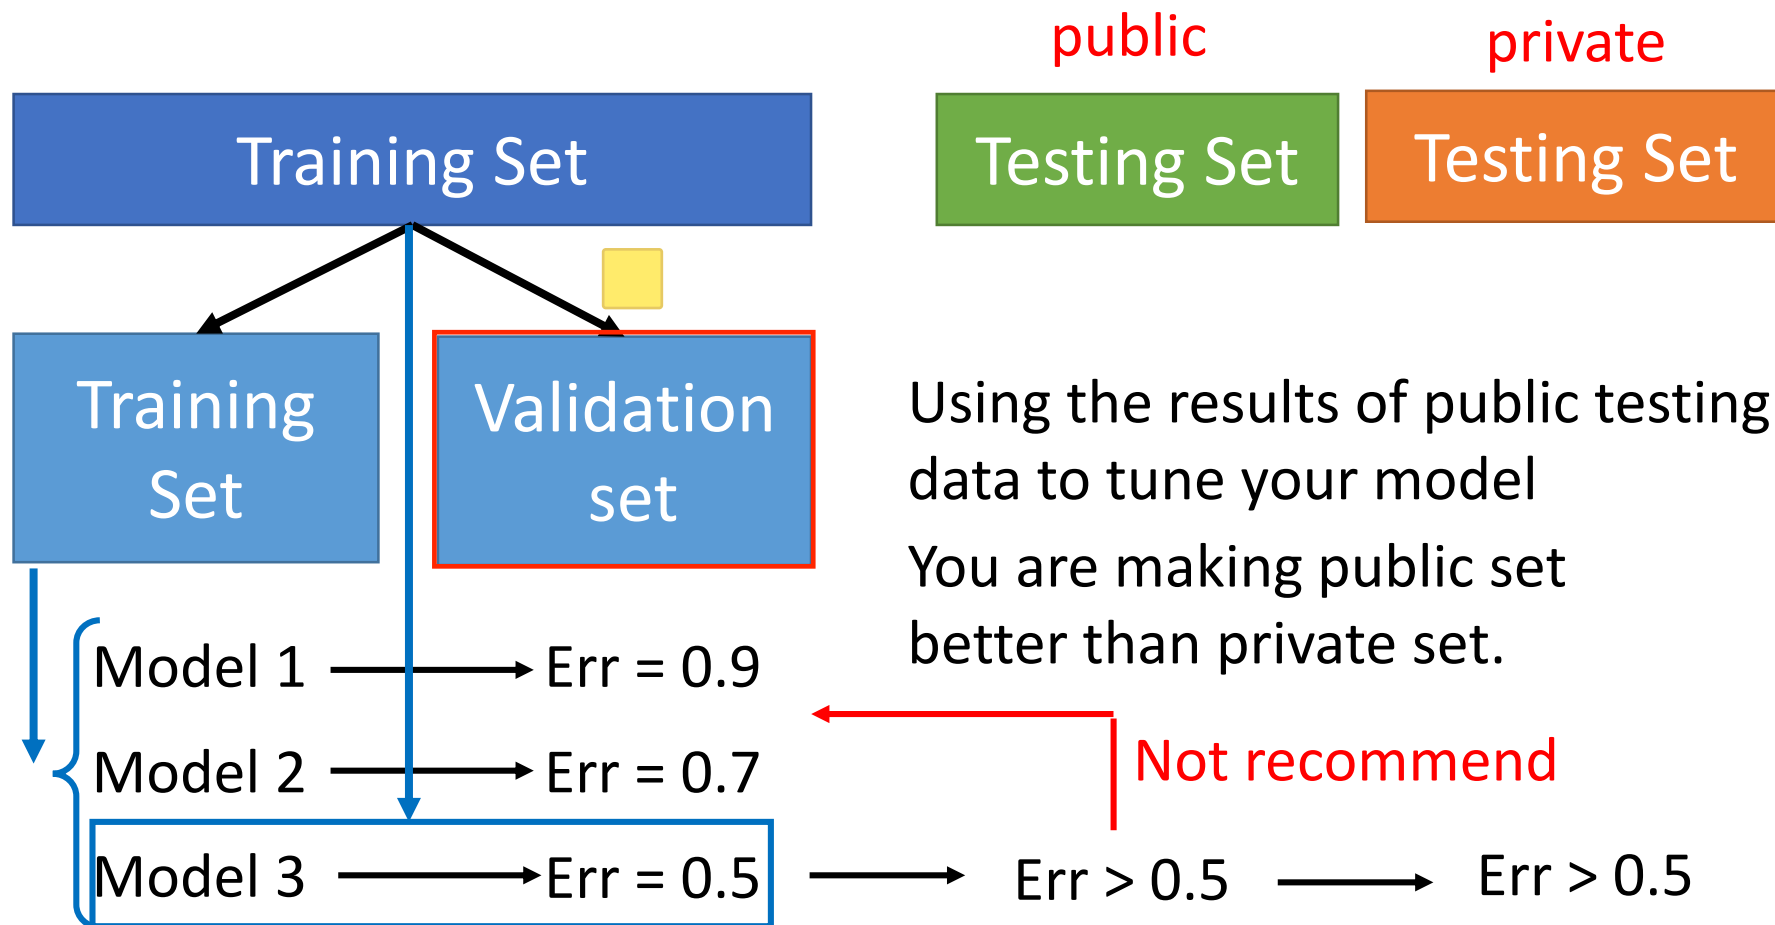 public
private
Training Set
Testing Set
Testing Set
Training
Set
Validation
set
Using the results of public testing
data to tune your model
You are making public set
better than private set.
Model 1
Err = 0.9
Model 2
Err = 0.7
Not recommend
Model 3
Err = 0.5
Err > 0.5
Err > 0.5